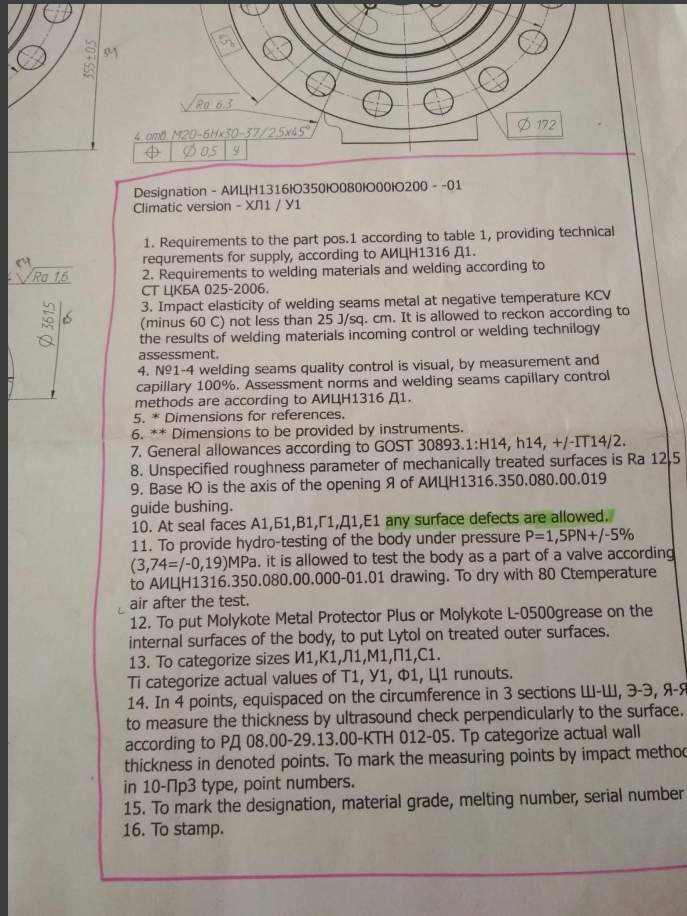 355±0,5
45°
√Ra 6.3
4 отв. М20-6Нх30-37/2.5х45°
⌖ Ø 0,5 У
Ø 172
√Ra 1,6
Ø 361.5
Designation - АИЦН1316Ю350Ю080Ю00Ю200 - -01
Climatic version - ХЛ1 / У1
1. Requirements to the part pos.1 according to table 1, providing technical
requrements for supply, according to АИЦН1316 Д1.
2. Requirements to welding materials and welding according to
СТ ЦКБА 025-2006.
3. Impact elasticity of welding seams metal at negative temperature KCV
(minus 60 C) not less than 25 J/sq. cm. It is allowed to reckon according to
the results of welding materials incoming control or welding technilogy
assessment.
4. №1-4 welding seams quality control is visual, by measurement and
capillary 100%. Assessment norms and welding seams capillary control
methods are according to АИЦН1316 Д1.
5. * Dimensions for references.
6. ** Dimensions to be provided by instruments.
7. General allowances according to GOST 30893.1:H14, h14, +/-IT14/2.
8. Unspecified roughness parameter of mechanically treated surfaces is Ra 12,5
9. Base Ю is the axis of the opening Я of АИЦН1316.350.080.00.019
guide bushing.
10. At seal faces А1,Б1,В1,Г1,Д1,Е1 any surface defects are allowed.
11. To provide hydro-testing of the body under pressure P=1,5PN+/-5%
(3,74=/-0,19)MPa. it is allowed to test the body as a part of a valve according
to АИЦН1316.350.080.00.000-01.01 drawing. To dry with 80 Ctemperature
air after the test.
12. To put Molykote Metal Protector Plus or Molykote L-0500grease on the
internal surfaces of the body, to put Lytol on treated outer surfaces.
13. To categorize sizes И1,К1,Л1,М1,П1,С1.
Ti categorize actual values of Т1, У1, Ф1, Ц1 runouts.
14. In 4 points, equispaced on the circumference in 3 sections Ш-Ш, Э-Э, Я-Я
to measure the thickness by ultrasound check perpendicularly to the surface.
according to РД 08.00-29.13.00-КТН 012-05. Tp categorize actual wall
thickness in denoted points. To mark the measuring points by impact method
in 10-Пр3 type, point numbers.
15. To mark the designation, material grade, melting number, serial number
16. To stamp.